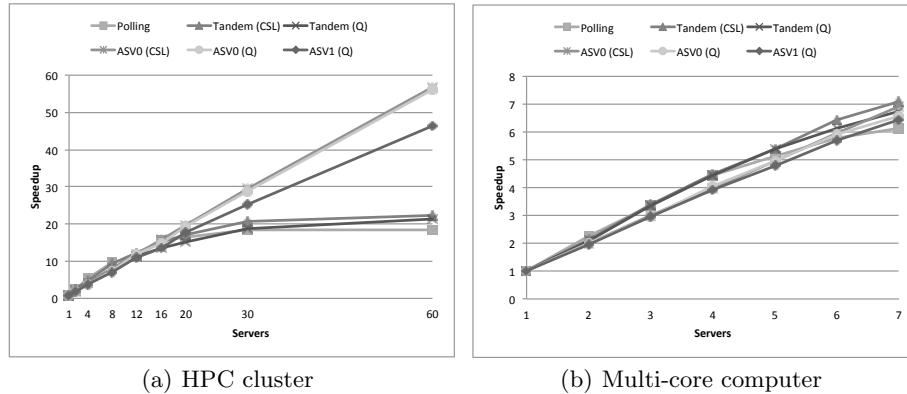 Polling Tandem (CSL) Tandem (Q)
ASV0 (CSL) ASV0 (Q) ASV1 (Q)
60
50
40
30
20
10
0
Speedup
1 4 8 12 16 20 30 60
Servers
(a) HPC cluster
Polling Tandem (CSL) Tandem (Q)
ASV0 (CSL) ASV0 (Q) ASV1 (Q)
8
7
6
5
4
3
2
1
0
Speedup
1 2 3 4 5 6 7
Servers
(b) Multi-core computer